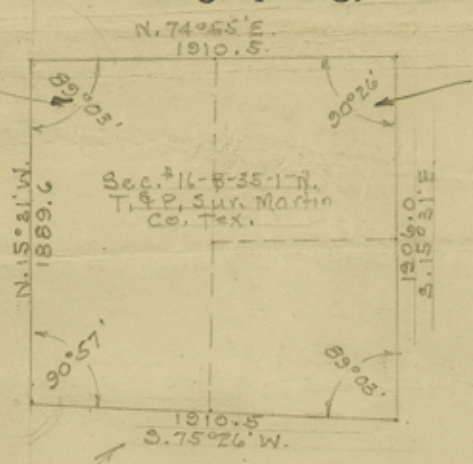 N. 74°55' E.
1910.5.
89°03'
90°26'
Sec. #16-B-35-1-N.
T. & P. Sur. Martin
Co. Tex.
N. 15°31' W.
1889.6
1906.0
S. 15°31' E.
90°57'
89°03'
1910.5
S. 75°26' W.